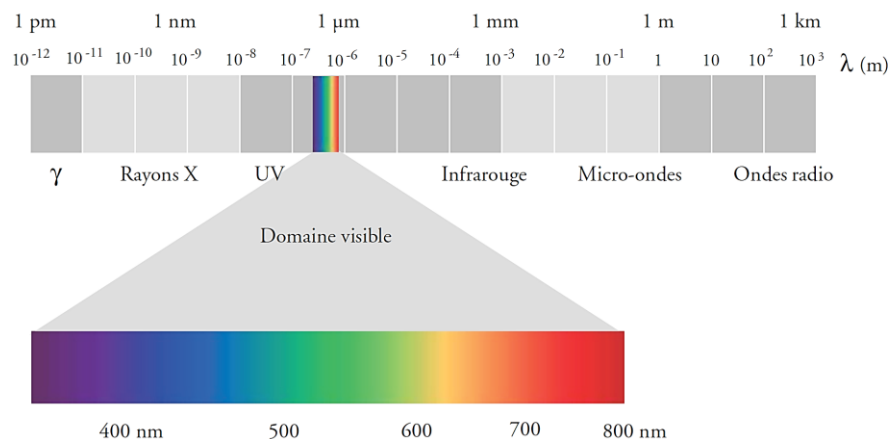 1 pm 1 nm 1 µm 1 mm 1 m 1 km
10⁻¹² 10⁻¹¹ 10⁻¹⁰ 10⁻⁹ 10⁻⁸ 10⁻⁷ 10⁻⁶ 10⁻⁵ 10⁻⁴ 10⁻³ 10⁻² 10⁻¹ 1 10 10² 10³ λ (m)
γ Rayons X UV Infrarouge Micro-ondes Ondes radio
Domaine visible
400 nm 500 600 700 800 nm